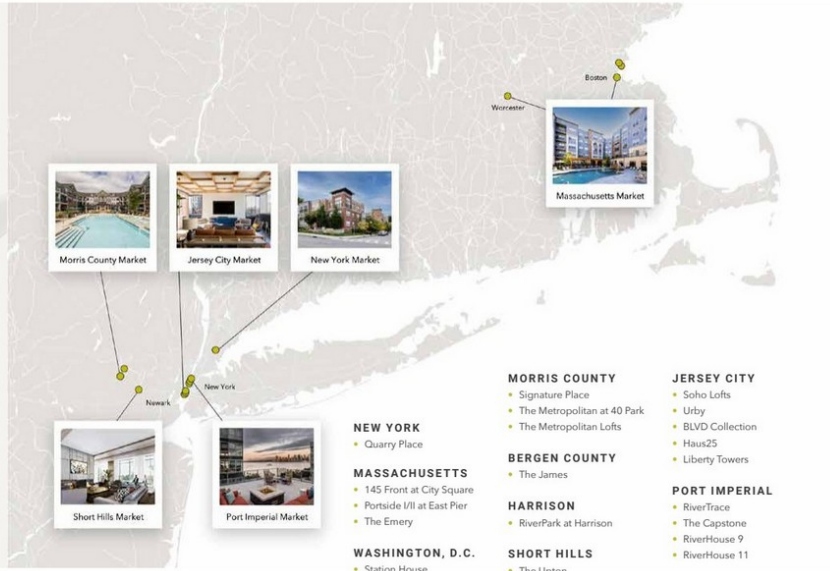 Boston
Worcester
Massachusetts Market
Morris County Market
Jersey City Market
New York Market
New York
Newark
Short Hills Market
Port Imperial Market
NEW YORK
• Quarry Place
MASSACHUSETTS
• 145 Front at City Square
• Portside I/II at East Pier
• The Emery
WASHINGTON, D.C.
• Station House
MORRIS COUNTY
• Signature Place
• The Metropolitan at 40 Park
• The Metropolitan Lofts
BERGEN COUNTY
• The James
HARRISON
• RiverPark at Harrison
SHORT HILLS
• The Upton
JERSEY CITY
• Soho Lofts
• Urby
• BLVD Collection
• Haus25
• Liberty Towers
PORT IMPERIAL
• RiverTrace
• The Capstone
• RiverHouse 9
• RiverHouse 11